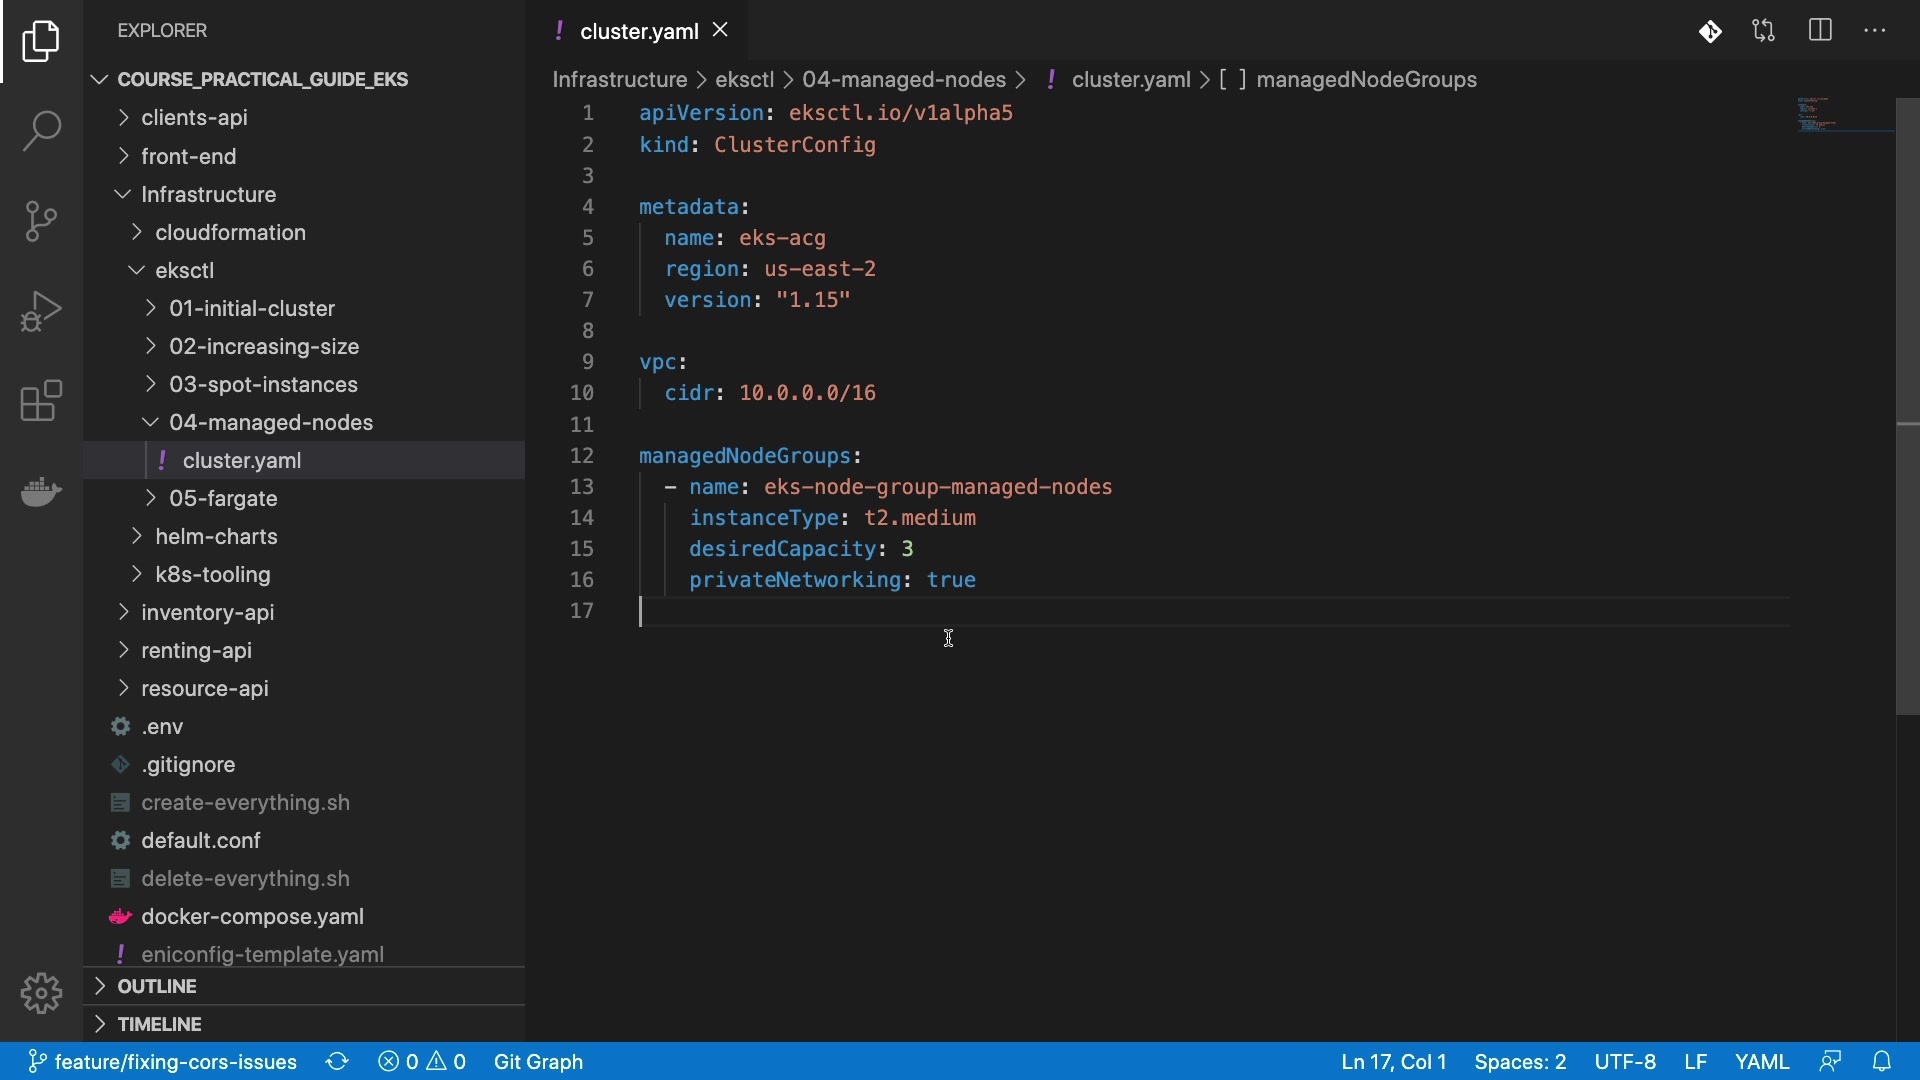 EXPLORER
COURSE_PRACTICAL_GUIDE_EKS
clients-api
front-end
Infrastructure
cloudformation
eksctl
01-initial-cluster
02-increasing-size
03-spot-instances
04-managed-nodes
! cluster.yaml
05-fargate
helm-charts
k8s-tooling
inventory-api
renting-api
resource-api
.env
.gitignore
create-everything.sh
default.conf
delete-everything.sh
docker-compose.yaml
! eniconfig-template.yaml
OUTLINE
TIMELINE
! cluster.yaml
Infrastructure > eksctl > 04-managed-nodes > ! cluster.yaml > [ ] managedNodeGroups
1 apiVersion: eksctl.io/v1alpha5
2 kind: ClusterConfig
3
4 metadata:
5 name: eks-acg
6 region: us-east-2
7 version: "1.15"
8
9 vpc:
10 cidr: 10.0.0.0/16
11
12 managedNodeGroups:
13 - name: eks-node-group-managed-nodes
14 instanceType: t2.medium
15 desiredCapacity: 3
16 privateNetworking: true
17
feature/fixing-cors-issues 0 0 Git Graph Ln 17, Col 1 Spaces: 2 UTF-8 LF YAML